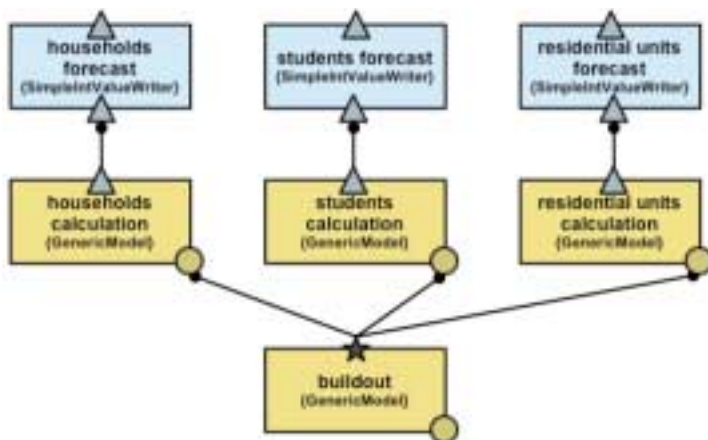 households
forecast
(SimpleIntValueWriter)
students forecast
(SimpleIntValueWriter)
residential units
forecast
(SimpleIntValueWriter)
households
calculation
(GenericModel)
students
calculation
(GenericModel)
residential units
calculation
(GenericModel)
buildout
(GenericModel)